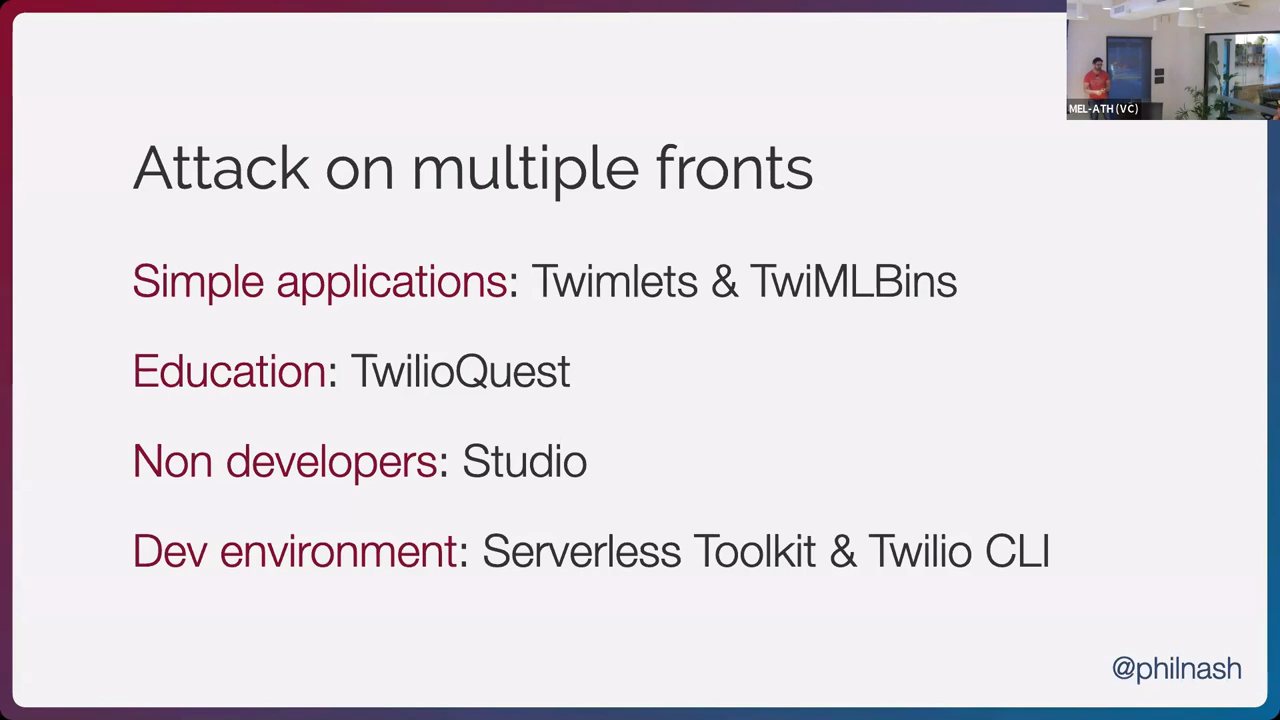 MEL-ATH (VC)
Attack on multiple fronts
Simple applications: Twimlets & TwiMLBins
Education: TwilioQuest
Non developers: Studio
Dev environment: Serverless Toolkit & Twilio CLI
@philnash